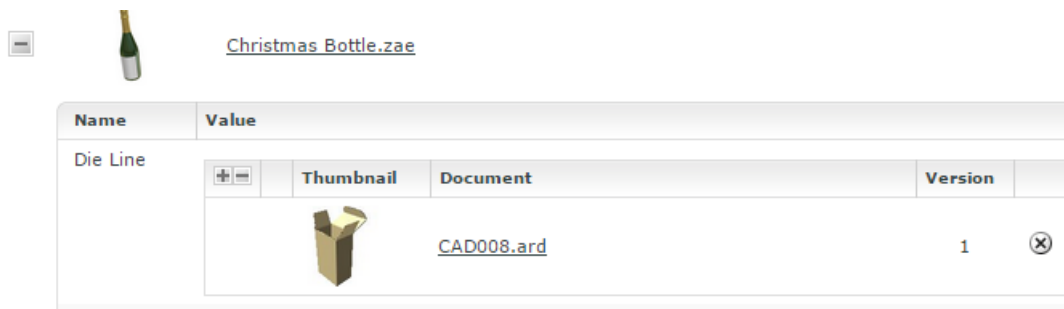 Christmas Bottle.zae
Name Value
Die Line
Thumbnail Document Version
CAD008.ard 1